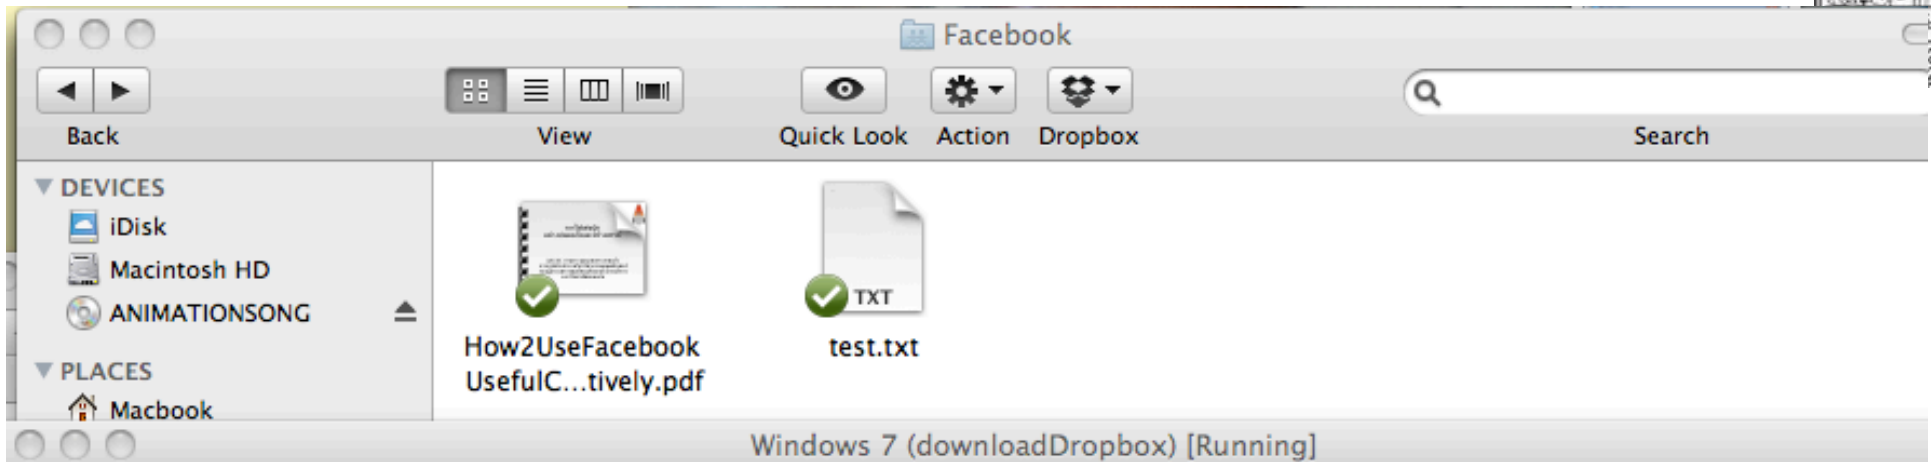 Facebook
Back
View
Quick Look
Action
Dropbox
Search
DEVICES
iDisk
Macintosh HD
ANIMATIONSONG
PLACES
Macbook
TXT
How2UseFacebook
UsefulC...tively.pdf
test.txt
Windows 7 (downloadDropbox) [Running]